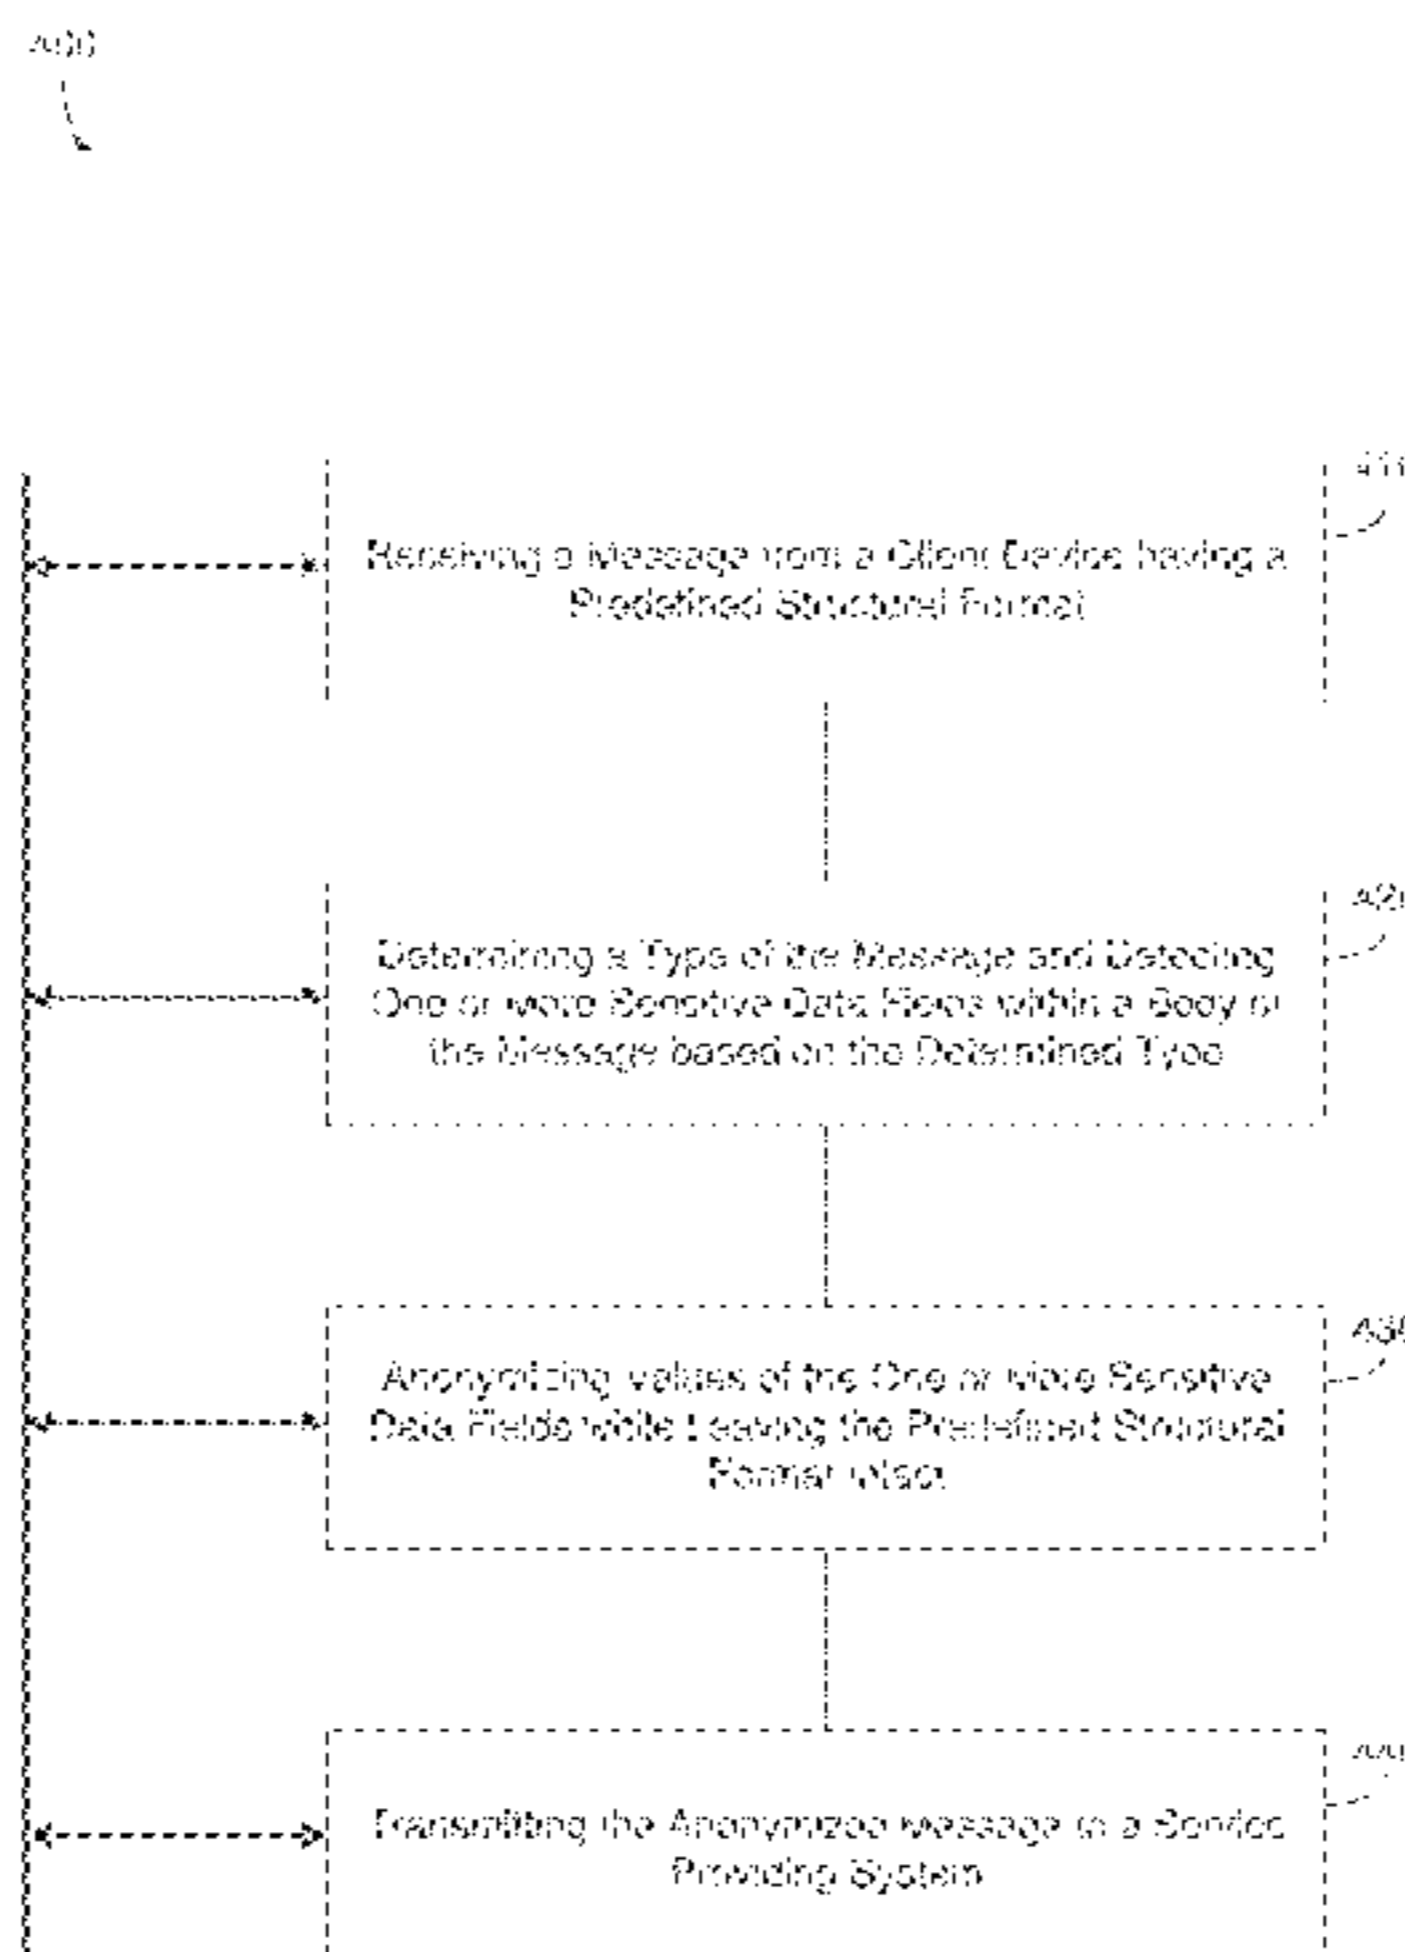 Receiving a Message from a Client Device having a
Predefined Structural Format
Determining a Type of the Message and Detecting
One or More Sensitive Data Fields within a Body of
the Message based on the Determined Type
Anonymizing Values of the One or More Sensitive
Data Fields while Leaving the Predefined Structural
Format Intact
Transmitting the Anonymized Message to a Service
Providing System